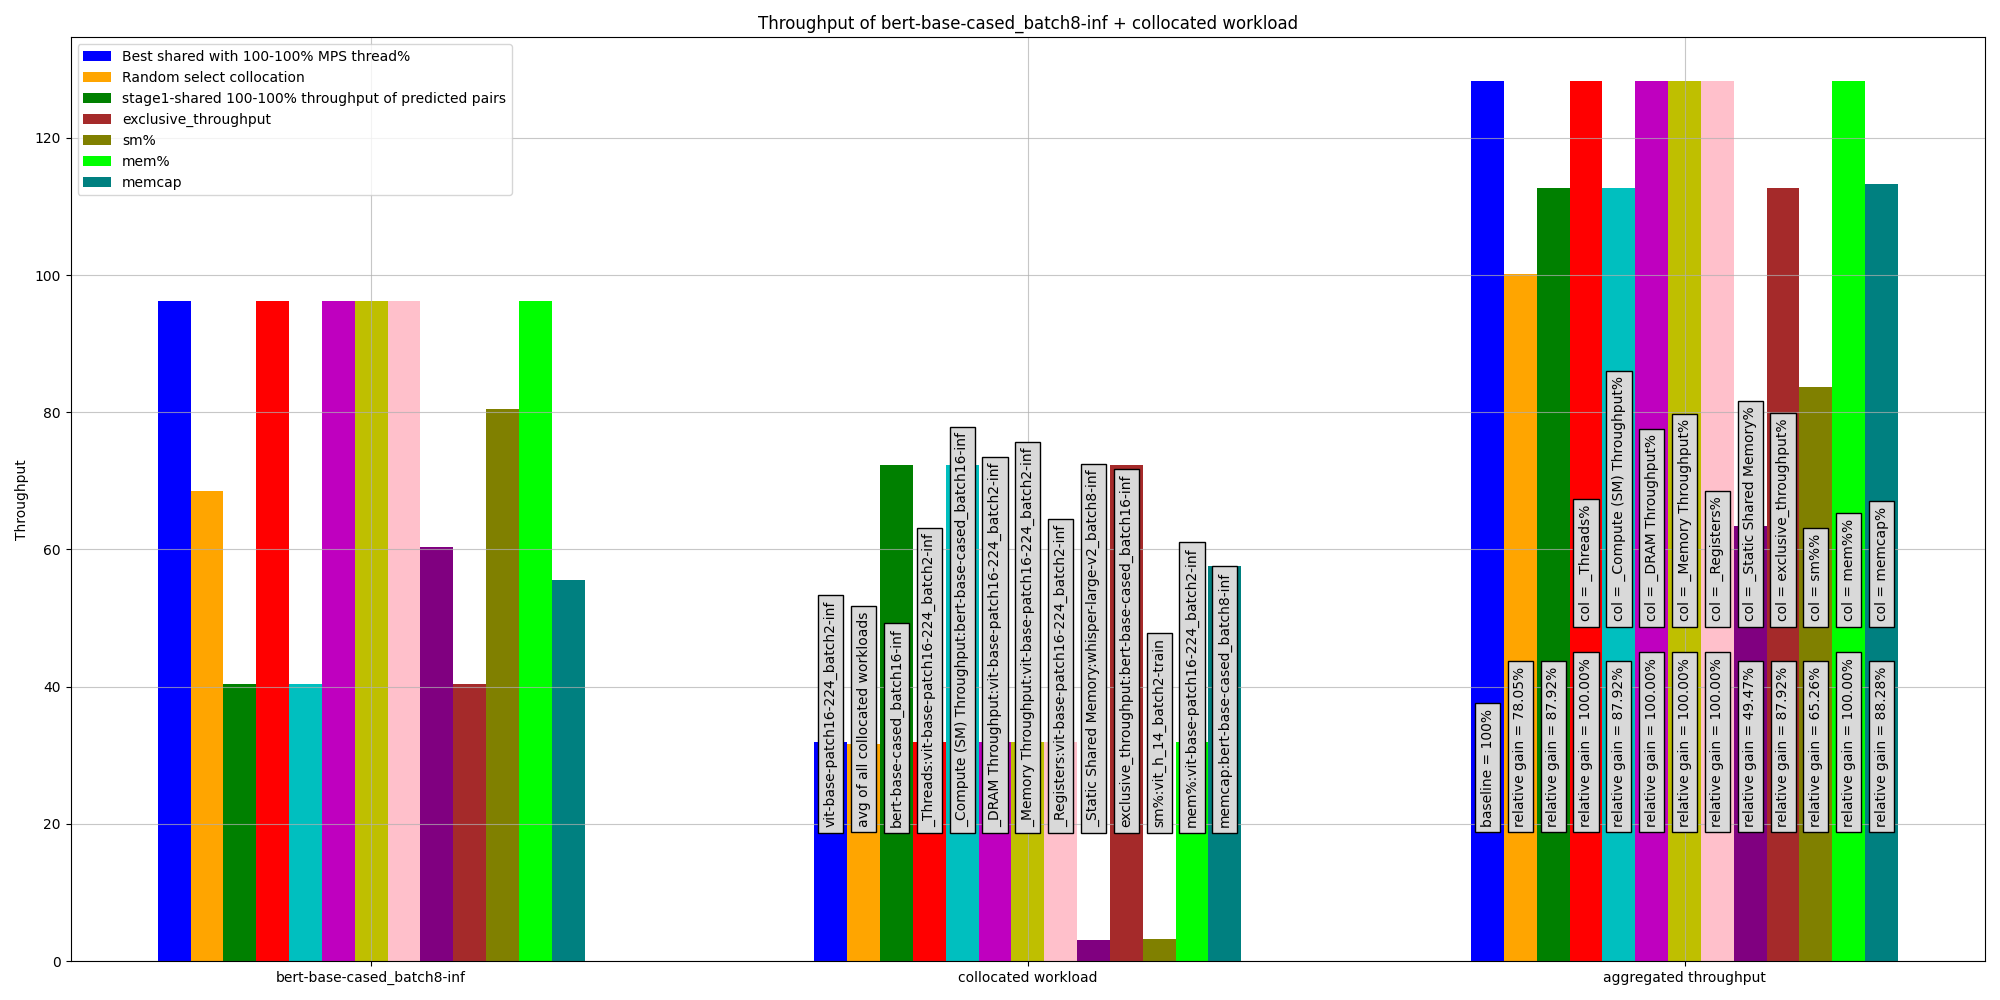 Throughput of bert-base-cased_batch8-inf + collocated workload
Best shared with 100-100% MPS thread%
Random select collocation
stage1-shared 100-100% throughput of predicted pairs
exclusive_throughput
sm%
mem%
memcap
Throughput
120
100
80
60
40
20
0
vit-base-patch16-224_batch2-inf
avg of all collocated workloads
bert-base-cased_batch16-inf
_Threads:vit-base-patch16-224_batch2-inf
_Compute (SM) Throughput:bert-base-cased_batch16-inf
_DRAM Throughput:vit-base-patch16-224_batch2-inf
_Memory Throughput:vit-base-patch16-224_batch2-inf
_Registers:vit-base-patch16-224_batch2-inf
_Static Shared Memory:whisper-large-v2_batch8-inf
exclusive_throughput:bert-base-cased_batch16-inf
sm%:vit_h_14_batch2-train
mem%:vit-base-patch16-224_batch2-inf
memcap:bert-base-cased_batch8-inf
col = _Threads%
col = _Compute (SM) Throughput%
col = _DRAM Throughput%
col = _Memory Throughput%
col = _Registers%
col = _Static Shared Memory%
col = exclusive_throughput%
col = sm%%
col = mem%%
col = memcap%
baseline = 100%
relative gain = 78.05%
relative gain = 87.92%
relative gain = 100.00%
relative gain = 87.92%
relative gain = 100.00%
relative gain = 100.00%
relative gain = 100.00%
relative gain = 49.47%
relative gain = 87.92%
relative gain = 65.26%
relative gain = 100.00%
relative gain = 88.28%
bert-base-cased_batch8-inf
collocated workload
aggregated throughput